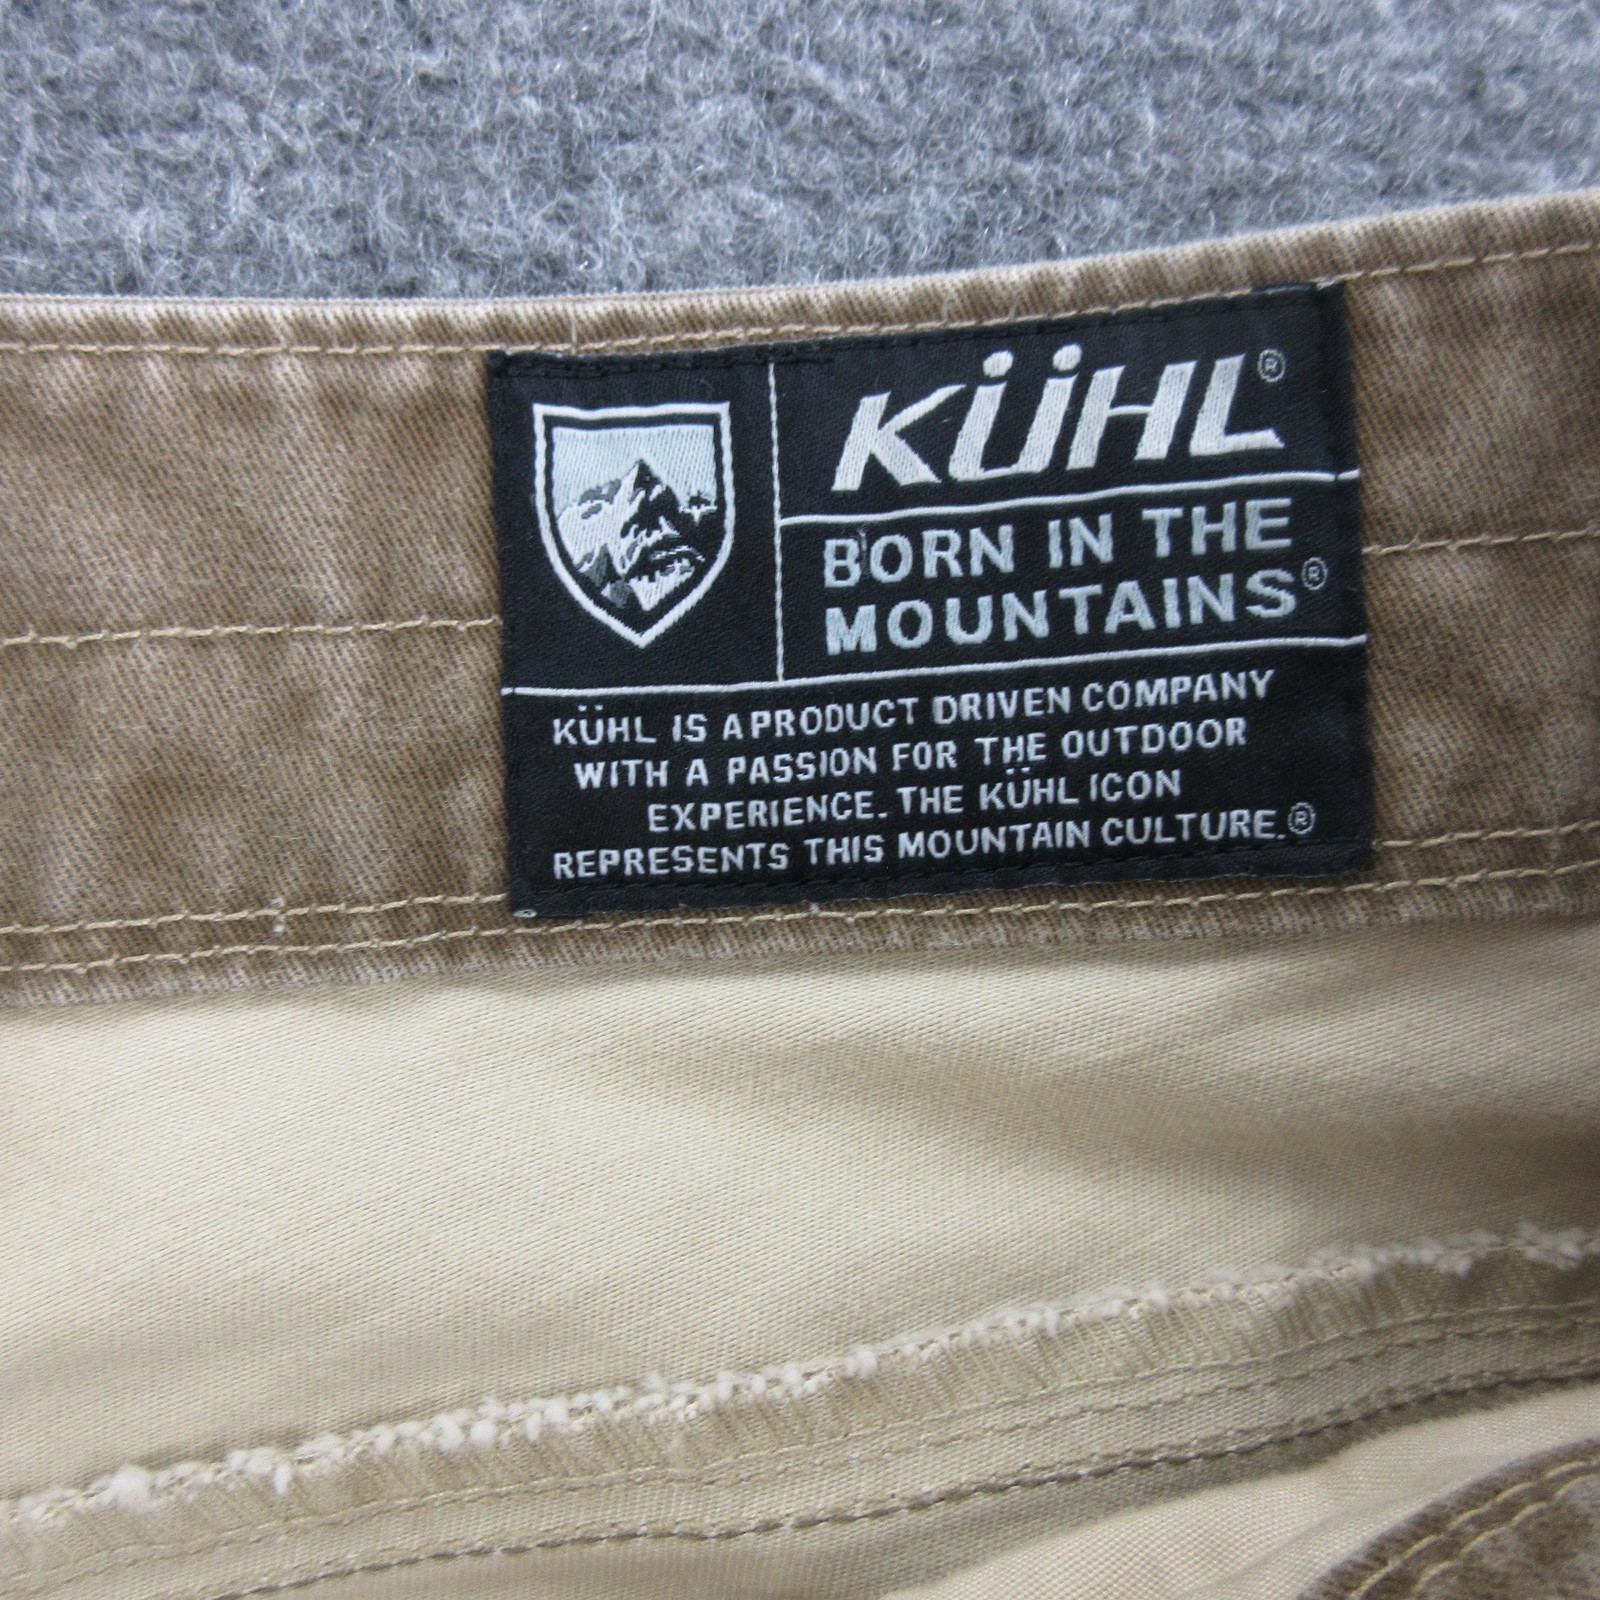 KÜHL®
BORN IN THE
MOUNTAINS®
KÜHL IS A PRODUCT DRIVEN COMPANY
WITH A PASSION FOR THE OUTDOOR
EXPERIENCE. THE KÜHL ICON
REPRESENTS THIS MOUNTAIN CULTURE.®